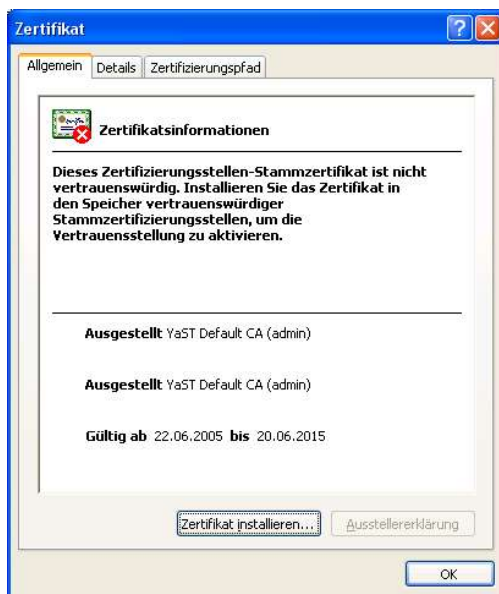 Zertifikat
Allgemein Details Zertifizierungspfad
Zertifikatsinformationen
Dieses Zertifizierungsstellen-Stammzertifikat ist nicht
vertrauenswürdig. Installieren Sie das Zertifikat in
den Speicher vertrauenswürdiger
Stammzertifizierungsstellen, um die
Vertrauensstellung zu aktivieren.
Ausgestellt YaST Default CA (admin)
Ausgestellt YaST Default CA (admin)
Gültig ab 22.06.2005 bis 20.06.2015
Zertifikat installieren... Ausstellererklärung
OK